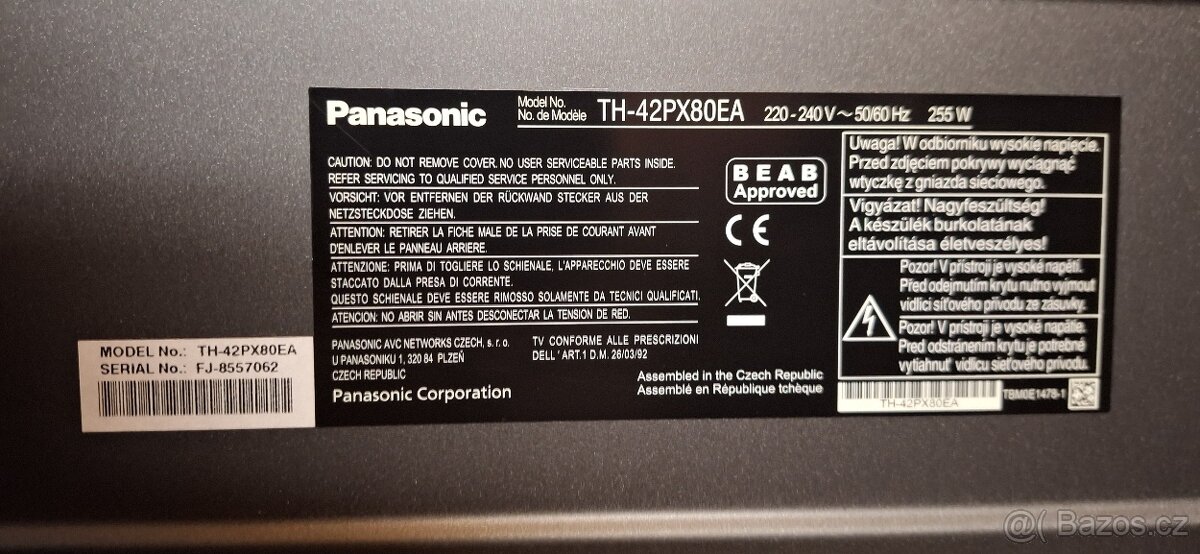 Panasonic
Model No.
No. de Modèle
TH-42PX80EA 220-240V～50/60Hz 255W
CAUTION: DO NOT REMOVE COVER. NO USER SERVICEABLE PARTS INSIDE.
REFER SERVICING TO QUALIFIED SERVICE PERSONNEL ONLY.
VORSICHT: VOR ENTFERNEN DER RÜCKWAND STECKER AUS DER
NETZSTECKDOSE ZIEHEN.
ATTENTION: RETIRER LA FICHE MALE DE LA PRISE DE COURANT AVANT
D'ENLEVER LE PANNEAU ARRIERE.
ATTENZIONE: PRIMA DI TOGLIERE LO SCHIENALE, L'APPARECCHIO DEVE ESSERE
STACCATO DALLA PRESA DI CORRENTE.
QUESTO SCHIENALE DEVE ESSERE RIMOSSO SOLAMENTE DA TECNICI QUALIFICATI.
ATENCION: NO ABRIR SIN ANTES DESCONECTAR LA TENSION DE RED.
PANASONIC AVC NETWORKS CZECH, s. r. o.
U PANASONIKU 1, 320 84 PLZEŇ
CZECH REPUBLIC
Panasonic Corporation
TV CONFORME ALLE PRESCRIZIONI
DELL' ART.1 D.M. 26/03/92
Assembled in the Czech Republic
Assemblé en République tchèque
BEAB
Approved
CE
Uwaga! W odbiorniku wysokie napięcie.
Przed zdjęciem pokrywy wyciągnąć
wtyczkę z gniazda sieciowego.
Vigyázat! Nagyfeszültség!
A készülék burkolatának
eltávolítása életveszélyes!
Pozor! V přístroji je vysoké napětí.
Před odejmutím krytu nutno vyjmout
vidlici síťového přívodu ze zásuvky.
Pozor! V prístroji je vysoké napätie.
Pred odstránením krytu je potrebné
vytiahnuť vidlicu sieťového prívodu.
TH-42PX80EA
TBM0E1478-1
MODEL No.: TH-42PX80EA
SERIAL No.: FJ-8557062
@( Bazos.cz